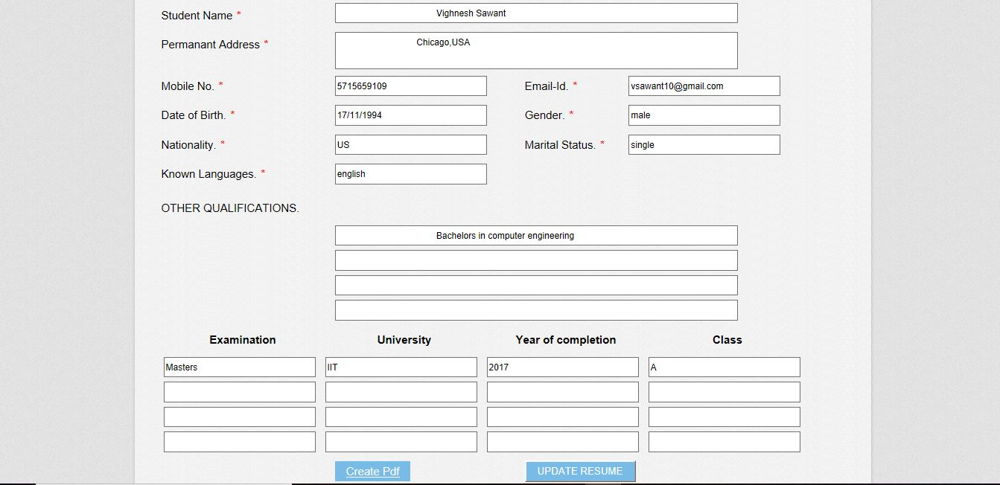 Student Name * Vighnesh Sawant
Permanant Address * Chicago,USA
Mobile No. * 5715659109 Email-Id. * vsawant10@gmail.com
Date of Birth. * 17/11/1994 Gender. * male
Nationality. * US Marital Status. * single
Known Languages. * english
OTHER QUALIFICATIONS.
Bachelors in computer engineering
Examination University Year of completion Class
Masters IIT 2017 A
Create Pdf UPDATE RESUME